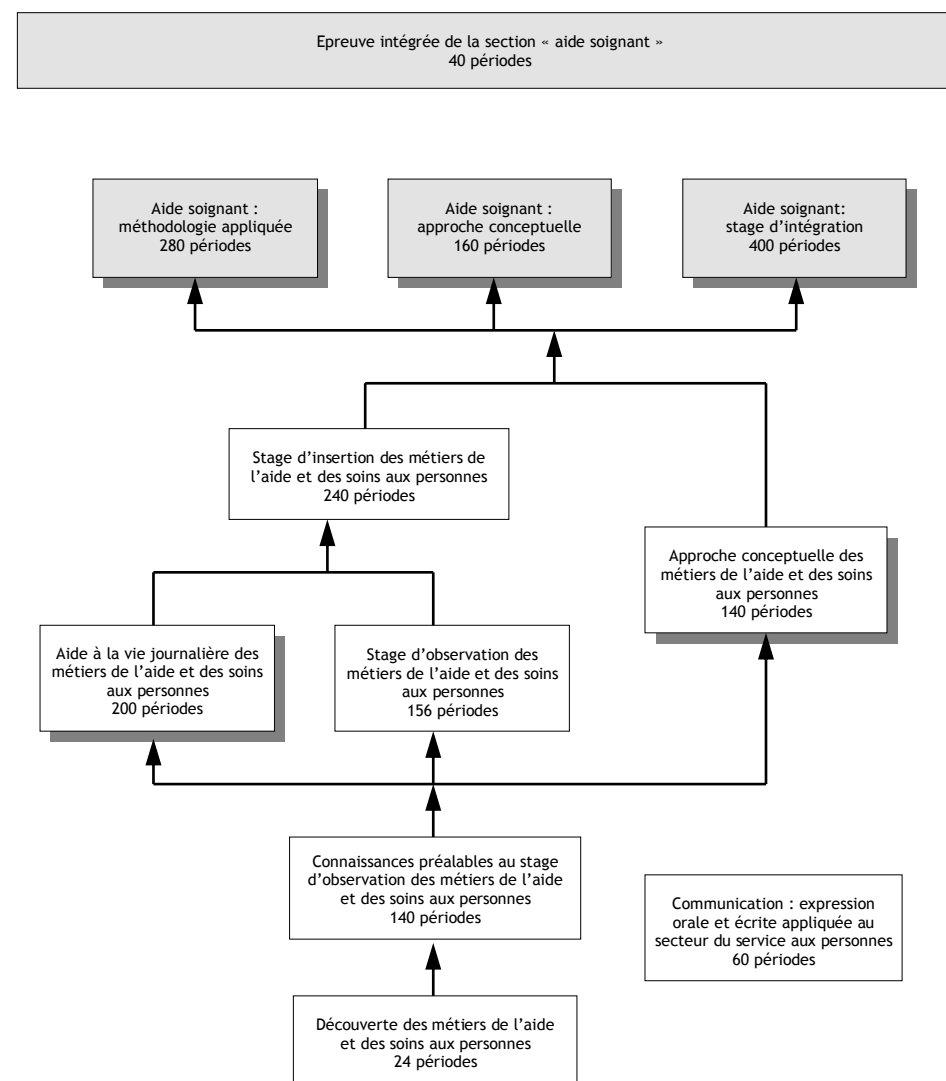 Epreuve intégrée de la section « aide soignant »
40 périodes
Aide soignant :
méthodologie appliquée
280 périodes
Aide soignant :
approche conceptuelle
160 périodes
Aide soignant:
stage d’intégration
400 périodes
Stage d’insertion des métiers de
l’aide et des soins aux personnes
240 périodes
Approche conceptuelle des
métiers de l’aide et des soins
aux personnes
140 périodes
Aide à la vie journalière des
métiers de l’aide et des soins
aux personnes
200 périodes
Stage d’observation des
métiers de l’aide et des soins
aux personnes
156 périodes
Connaissances préalables au stage
d’observation des métiers de l’aide
et des soins aux personnes
140 périodes
Communication : expression
orale et écrite appliquée au
secteur du service aux personnes
60 périodes
Découverte des métiers de l’aide
et des soins aux personnes
24 périodes